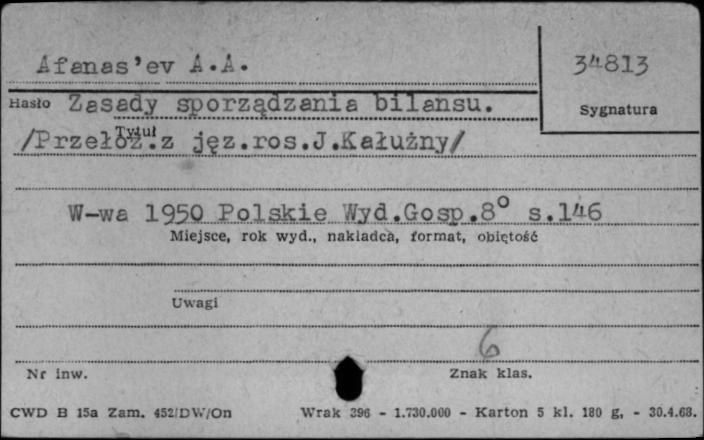 Afanas'ev A.A.
34813
Hasło Zasady sporządzania bilansu.
Sygnatura
Tytuł
/Przełoż.z jęz.ros.J.Kałużny/
W-wa 1950 Polskie Wyd.Gosp.8° s.146
Miejsce, rok wyd., nakładca, format, objętość
Uwagi
6
Nr inw.
Znak klas.
CWD B 15a Zam. 452/DW/On Wrak 396 - 1.730.000 - Karton 5 kl. 180 g, - 30.4.68.